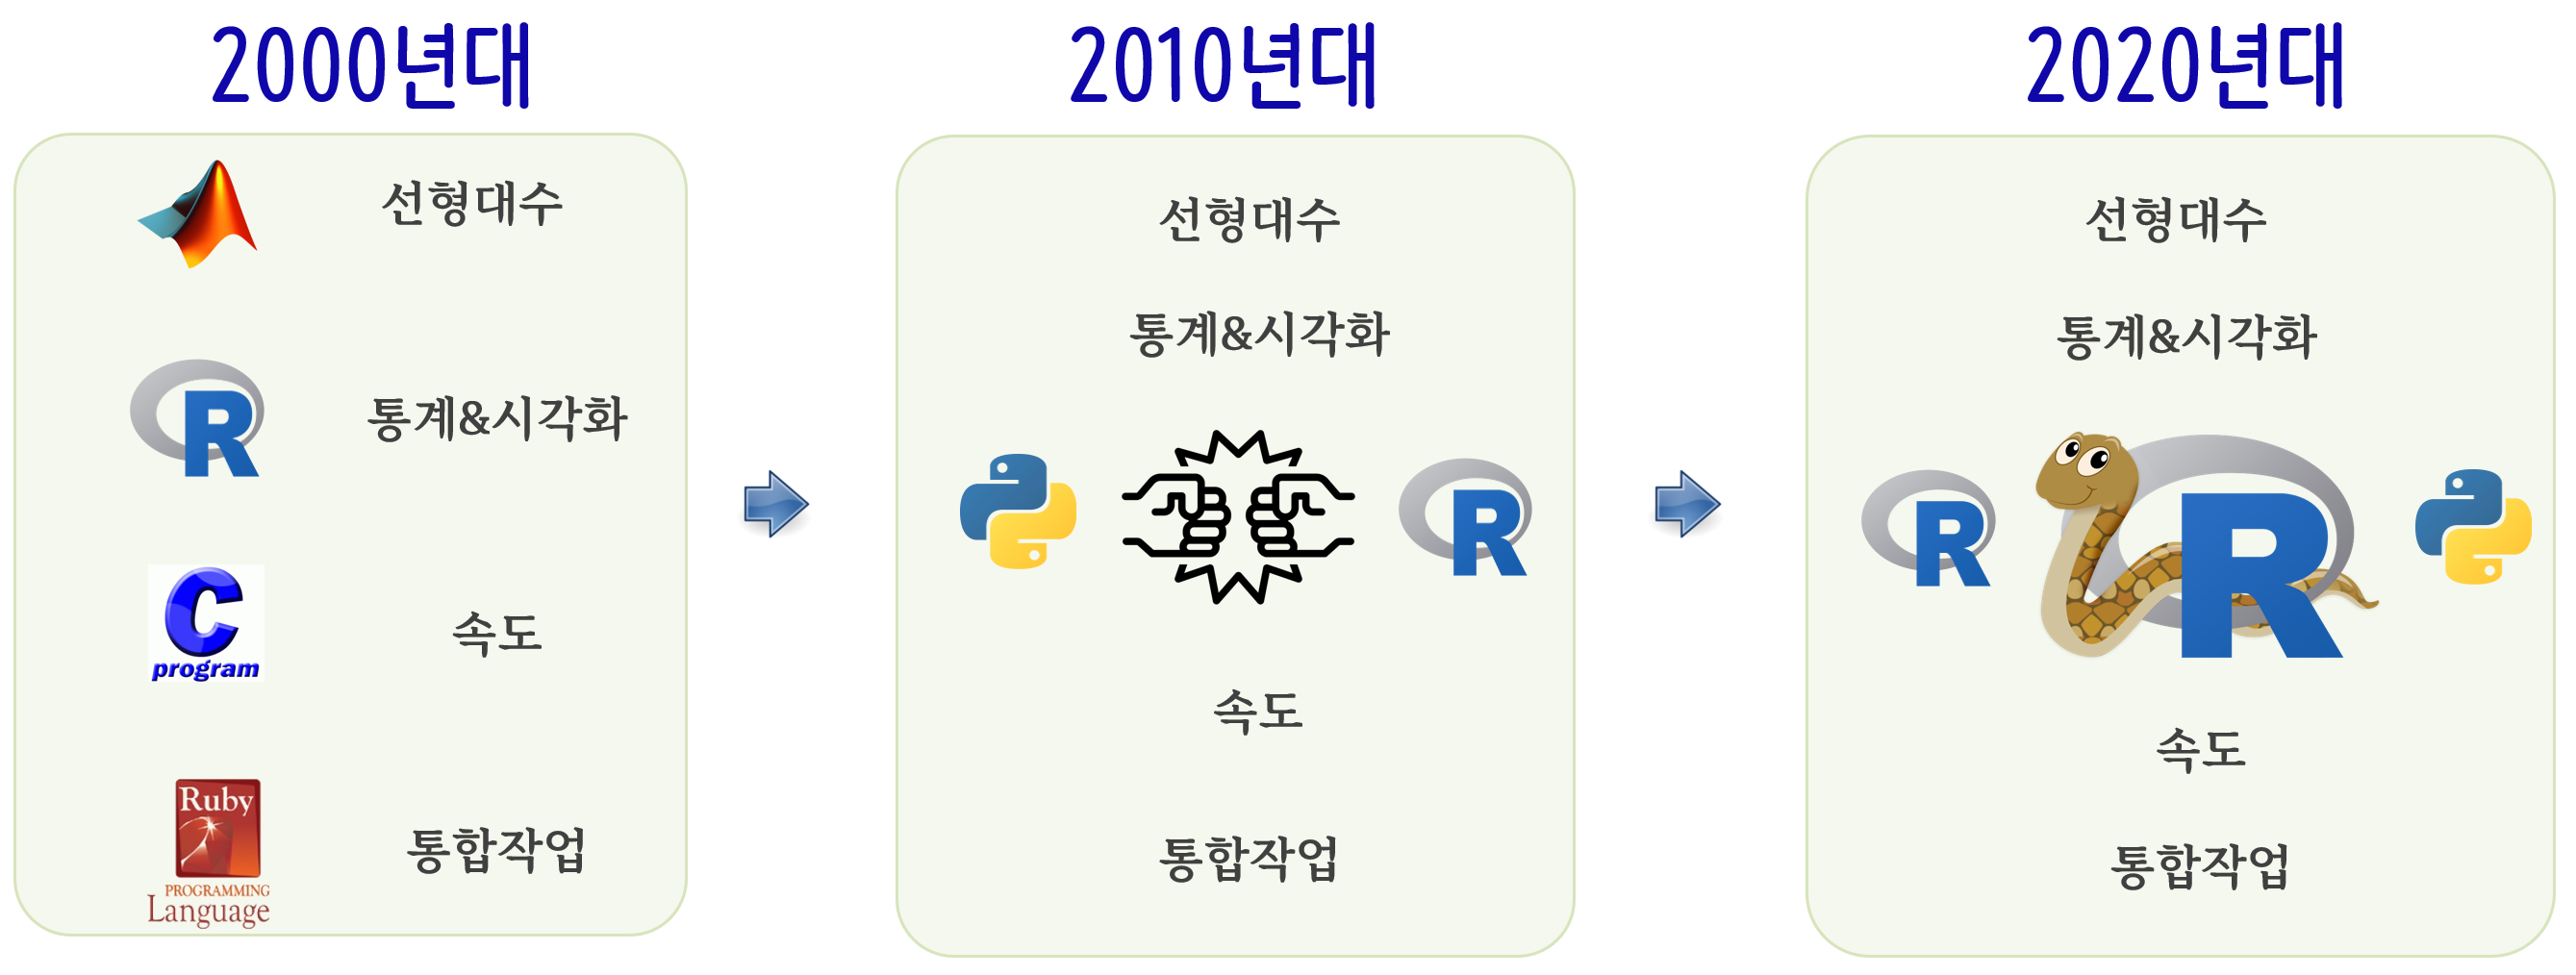 2000년대
선형대수
R
통계&시각화
C
program
속도
Ruby
PROGRAMMING
Language
통합작업
2010년대
선형대수
통계&시각화
R
속도
통합작업
2020년대
선형대수
통계&시각화
R
R
속도
통합작업